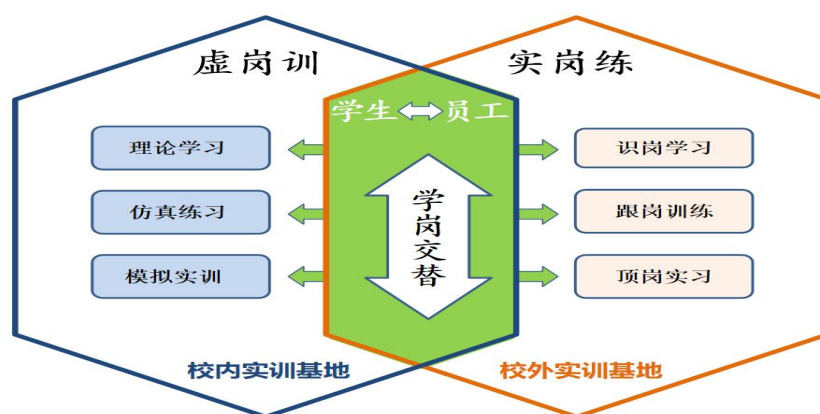 虚岗训
实岗练
学生
员工
理论学习
识岗学习
仿真练习
跟岗训练
模拟实训
顶岗实习
学岗交替
校内实训基地
校外实训基地